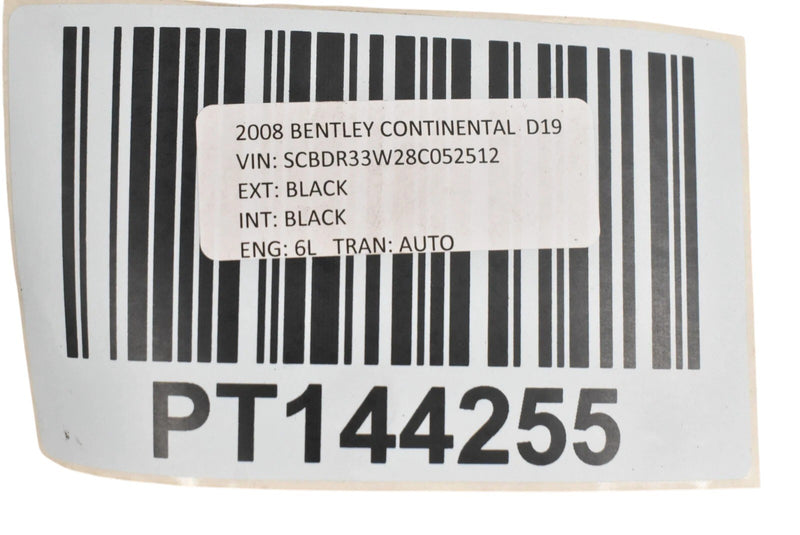 2008 BENTLEY CONTINENTAL D19
VIN: SCBDR33W28C052512
EXT: BLACK
INT: BLACK
ENG: 6L TRAN: AUTO
PT144255